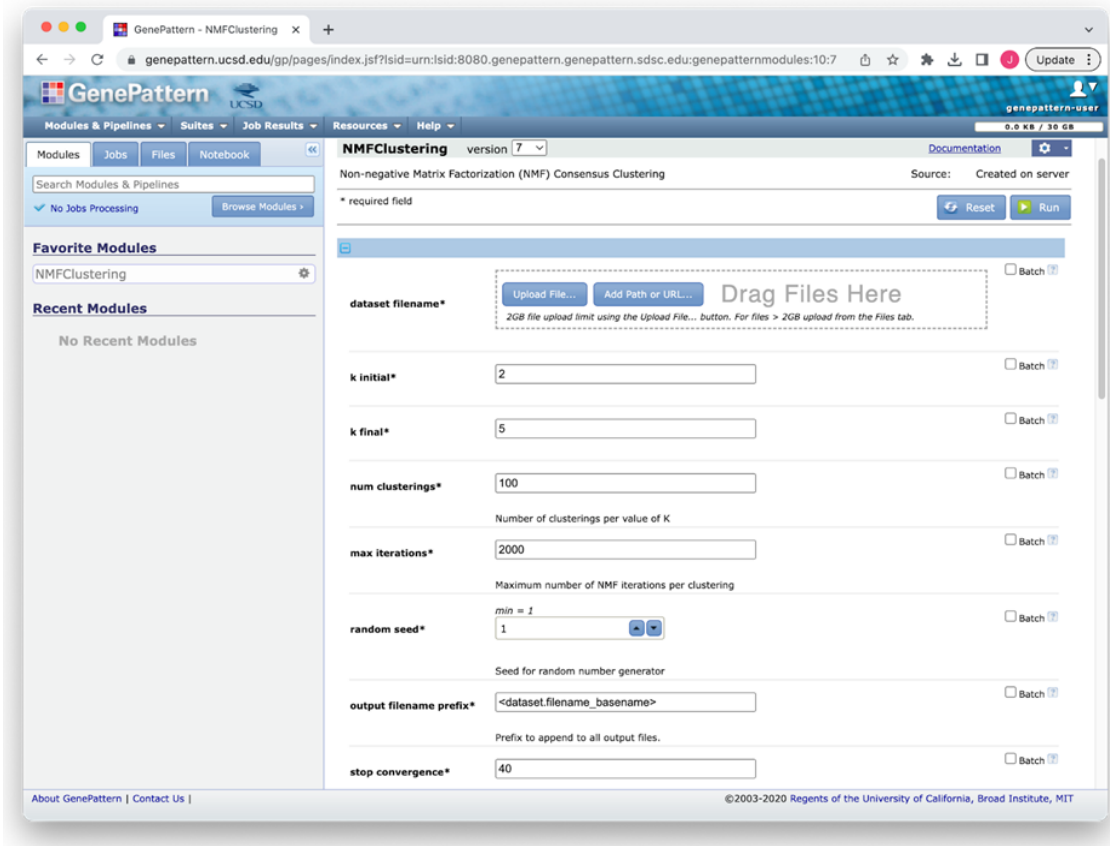 GenePattern - NMFClustering
genepattern.ucsd.edu/gp/pages/index.jsf?lsid=urn:lsid:8080.genepattern.genepattern.sdsc.edu:genepatternmodules:10:7
J
Update
GenePattern
UCSD
genepattern-user
Modules & Pipelines Suites Job Results Resources Help
0.0 KB / 30 GB
Modules Jobs Files Notebook
Search Modules & Pipelines
No Jobs Processing
Browse Modules ›
Favorite Modules
NMFClustering
Recent Modules
No Recent Modules
NMFClustering version 7
Documentation
Non-negative Matrix Factorization (NMF) Consensus Clustering
Source: Created on server
* required field
Reset Run
dataset filename*
Upload File... Add Path or URL... Drag Files Here
2GB file upload limit using the Upload File... button. For files > 2GB upload from the Files tab.
Batch ?
k initial*
2
Batch ?
k final*
5
Batch ?
num clusterings*
100
Batch ?
Number of clusterings per value of K
max iterations*
2000
Batch ?
Maximum number of NMF iterations per clustering
random seed*
min = 1
1
Batch ?
Seed for random number generator
output filename prefix*
<dataset.filename_basename>
Batch ?
Prefix to append to all output files.
stop convergence*
40
Batch ?
About GenePattern | Contact Us |
©2003-2020 Regents of the University of California, Broad Institute, MIT